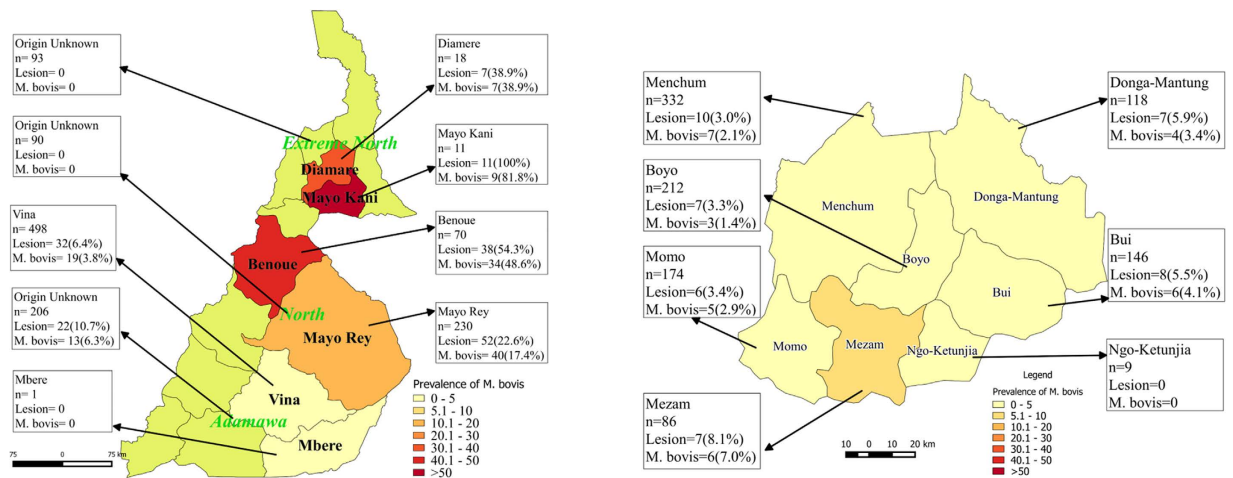 Origin Unknown
n= 93
Lesion= 0
M. bovis= 0
Origin Unknown
n= 90
Lesion= 0
M. bovis= 0
Vina
n= 498
Lesion= 32(6.4%)
M. bovis= 19(3.8%)
Origin Unknown
n= 206
Lesion= 22(10.7%)
M. bovis= 13(6.3%)
Mbere
n= 1
Lesion= 0
M. bovis= 0
75 0 75 km
Extreme North
Diamare
Mayo Kani
Benoue
North
Mayo Rey
Vina
Adamawa
Mbere
Diamere
n= 18
Lesion= 7(38.9%)
M. bovis= 7(38.9%)
Mayo Kani
n= 11
Lesion= 11(100%)
M. bovis= 9(81.8%)
Benoue
n= 70
Lesion= 38(54.3%)
M. bovis=34(48.6%)
Mayo Rey
n= 230
Lesion= 52(22.6%)
M. bovis= 40(17.4%)
Prevalence of M. bovis
0 - 5
5.1 - 10
10.1 - 20
20.1 - 30
30.1 - 40
40.1 - 50
>50
Menchum
n=332
Lesion=10(3.0%)
M. bovis=7(2.1%)
Boyo
n=212
Lesion=7(3.3%)
M. bovis=3(1.4%)
Momo
n=174
Lesion=6(3.4%)
M. bovis=5(2.9%)
Mezam
n=86
Lesion=7(8.1%)
M. bovis=6(7.0%)
Menchum
Donga-Mantung
Boyo
Bui
Momo
Mezam
Ngo-Ketunjia
10 0 10 20 km
Donga-Mantung
n=118
Lesion=7(5.9%)
M. bovis=4(3.4%)
Bui
n=146
Lesion=8(5.5%)
M. bovis=6(4.1%)
Ngo-Ketunjia
n=9
Lesion=0
M. bovis=0
Legend
Prevalence of M. bovis
0 - 5
5.1 - 10
10.1 - 20
20.1 - 30
30.1 - 40
40.1 - 50
>50